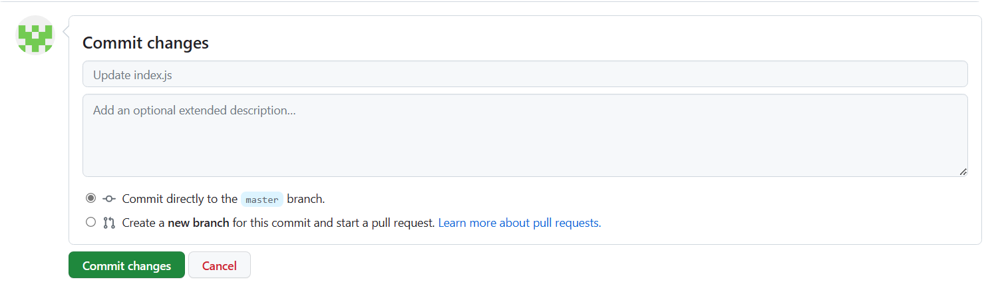 Commit changes
Update index.js
Add an optional extended description...
Commit directly to the master branch.
Create a new branch for this commit and start a pull request. Learn more about pull requests.
Commit changes Cancel